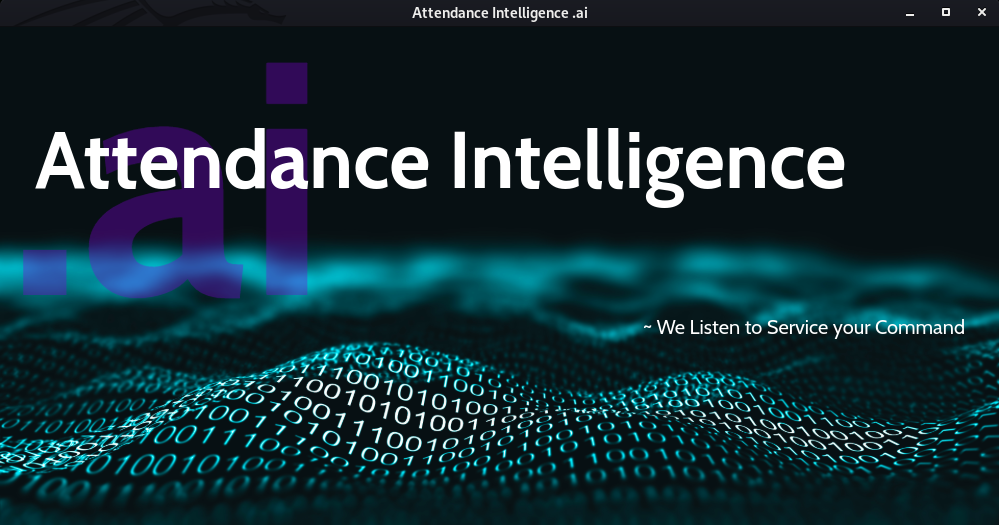 Attendance Intelligence .ai
.ai
Attendance Intelligence
~ We Listen to Service your Command